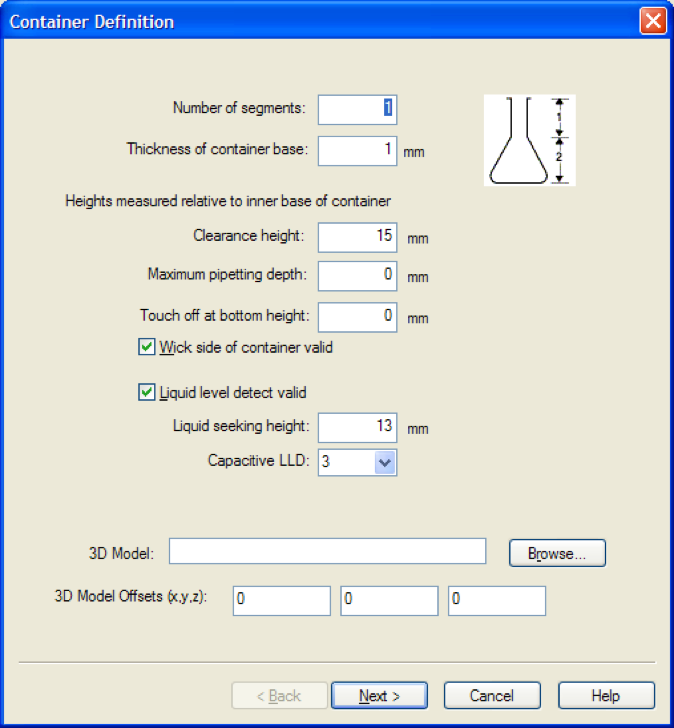 Container Definition
Number of segments: 1
Thickness of container base: 1 mm
1
2
Heights measured relative to inner base of container
Clearance height: 15 mm
Maximum pipetting depth: 0 mm
Touch off at bottom height: 0 mm
Wick side of container valid
Liquid level detect valid
Liquid seeking height: 13 mm
Capacitive LLD: 3
3D Model: Browse...
3D Model Offsets (x,y,z): 0 0 0
< Back Next > Cancel Help